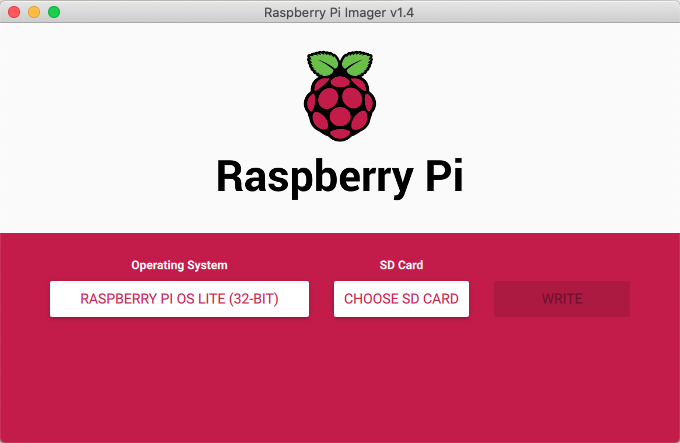 Raspberry Pi Imager v1.4
Raspberry Pi
Operating System
SD Card
RASPBERRY PI OS LITE (32-BIT)
CHOOSE SD CARD
WRITE